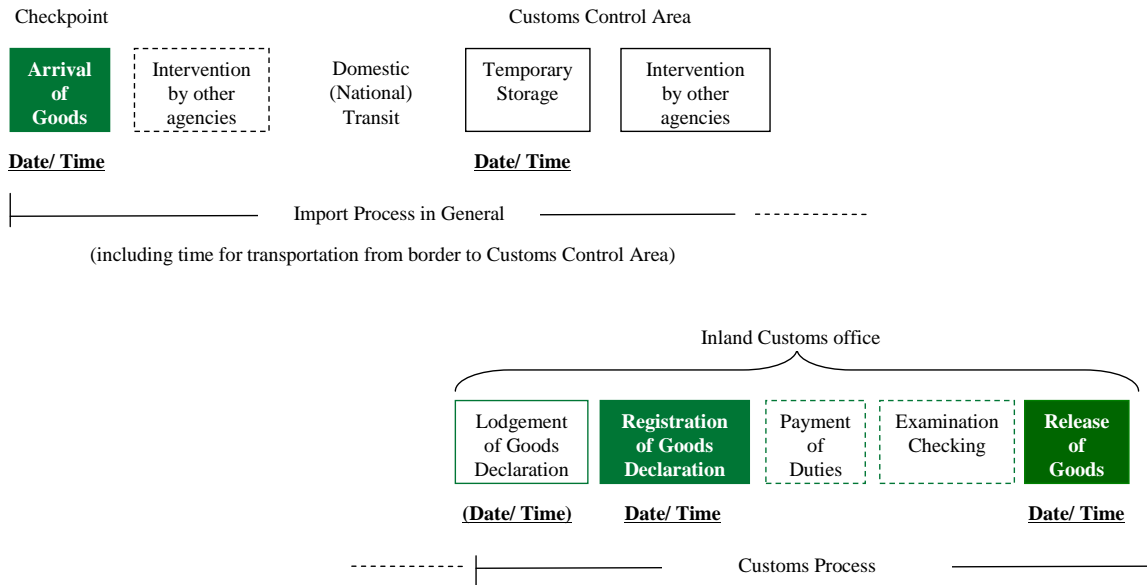 Checkpoint
Customs Control Area
Arrival
of
Goods
Intervention
by other
agencies
Domestic
(National)
Transit
Temporary
Storage
Intervention
by other
agencies
Date/ Time
Date/ Time
Import Process in General
(including time for transportation from border to Customs Control Area)
Inland Customs office
Lodgement
of Goods
Declaration
Registration
of Goods
Declaration
Payment
of
Duties
Examination
Checking
Release
of
Goods
(Date/ Time)
Date/ Time
Date/ Time
Customs Process